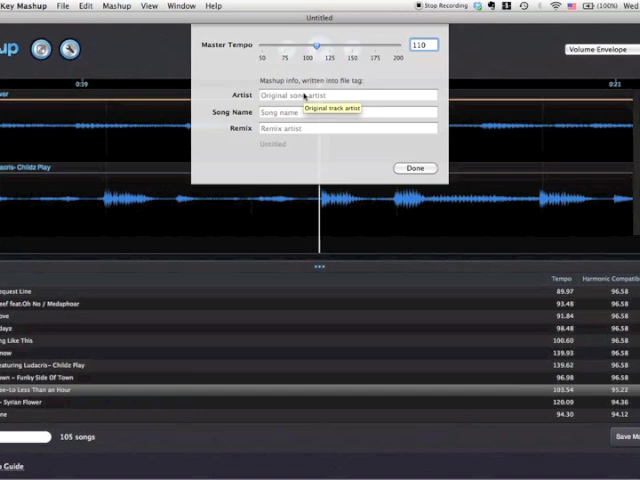 Key Mashup File Edit Mashup View Window Help Stop Recording (100%) Wed
Untitled
up
Master Tempo 110
50 75 100 125 150 175 200
Volume Envelope
Mashup info, written into file tag:
0:19 0:21
Artist Original song artist
Original track artist
Song Name Song name
Remix Remix artist
Untitled
Done
acris- Childz Play
Tempo Harmonic Compatib
equest Line 89.97 96.58
eef feat.Oh No / Medaphoar 93.48 96.58
ove 91.84 96.58
dayz 98.48 96.58
ng Like This 100.60 96.58
now 139.93 96.58
eaturing Ludacris- Childz Play 139.62 96.58
own - Funky Side Of Town 96.98 96.58
ee-Lo Less Than an Hour 103.54 95.22
- Syrian Flower 120.09 94.36
ne 94.30 94.12
105 songs
Save Ma
o Guide